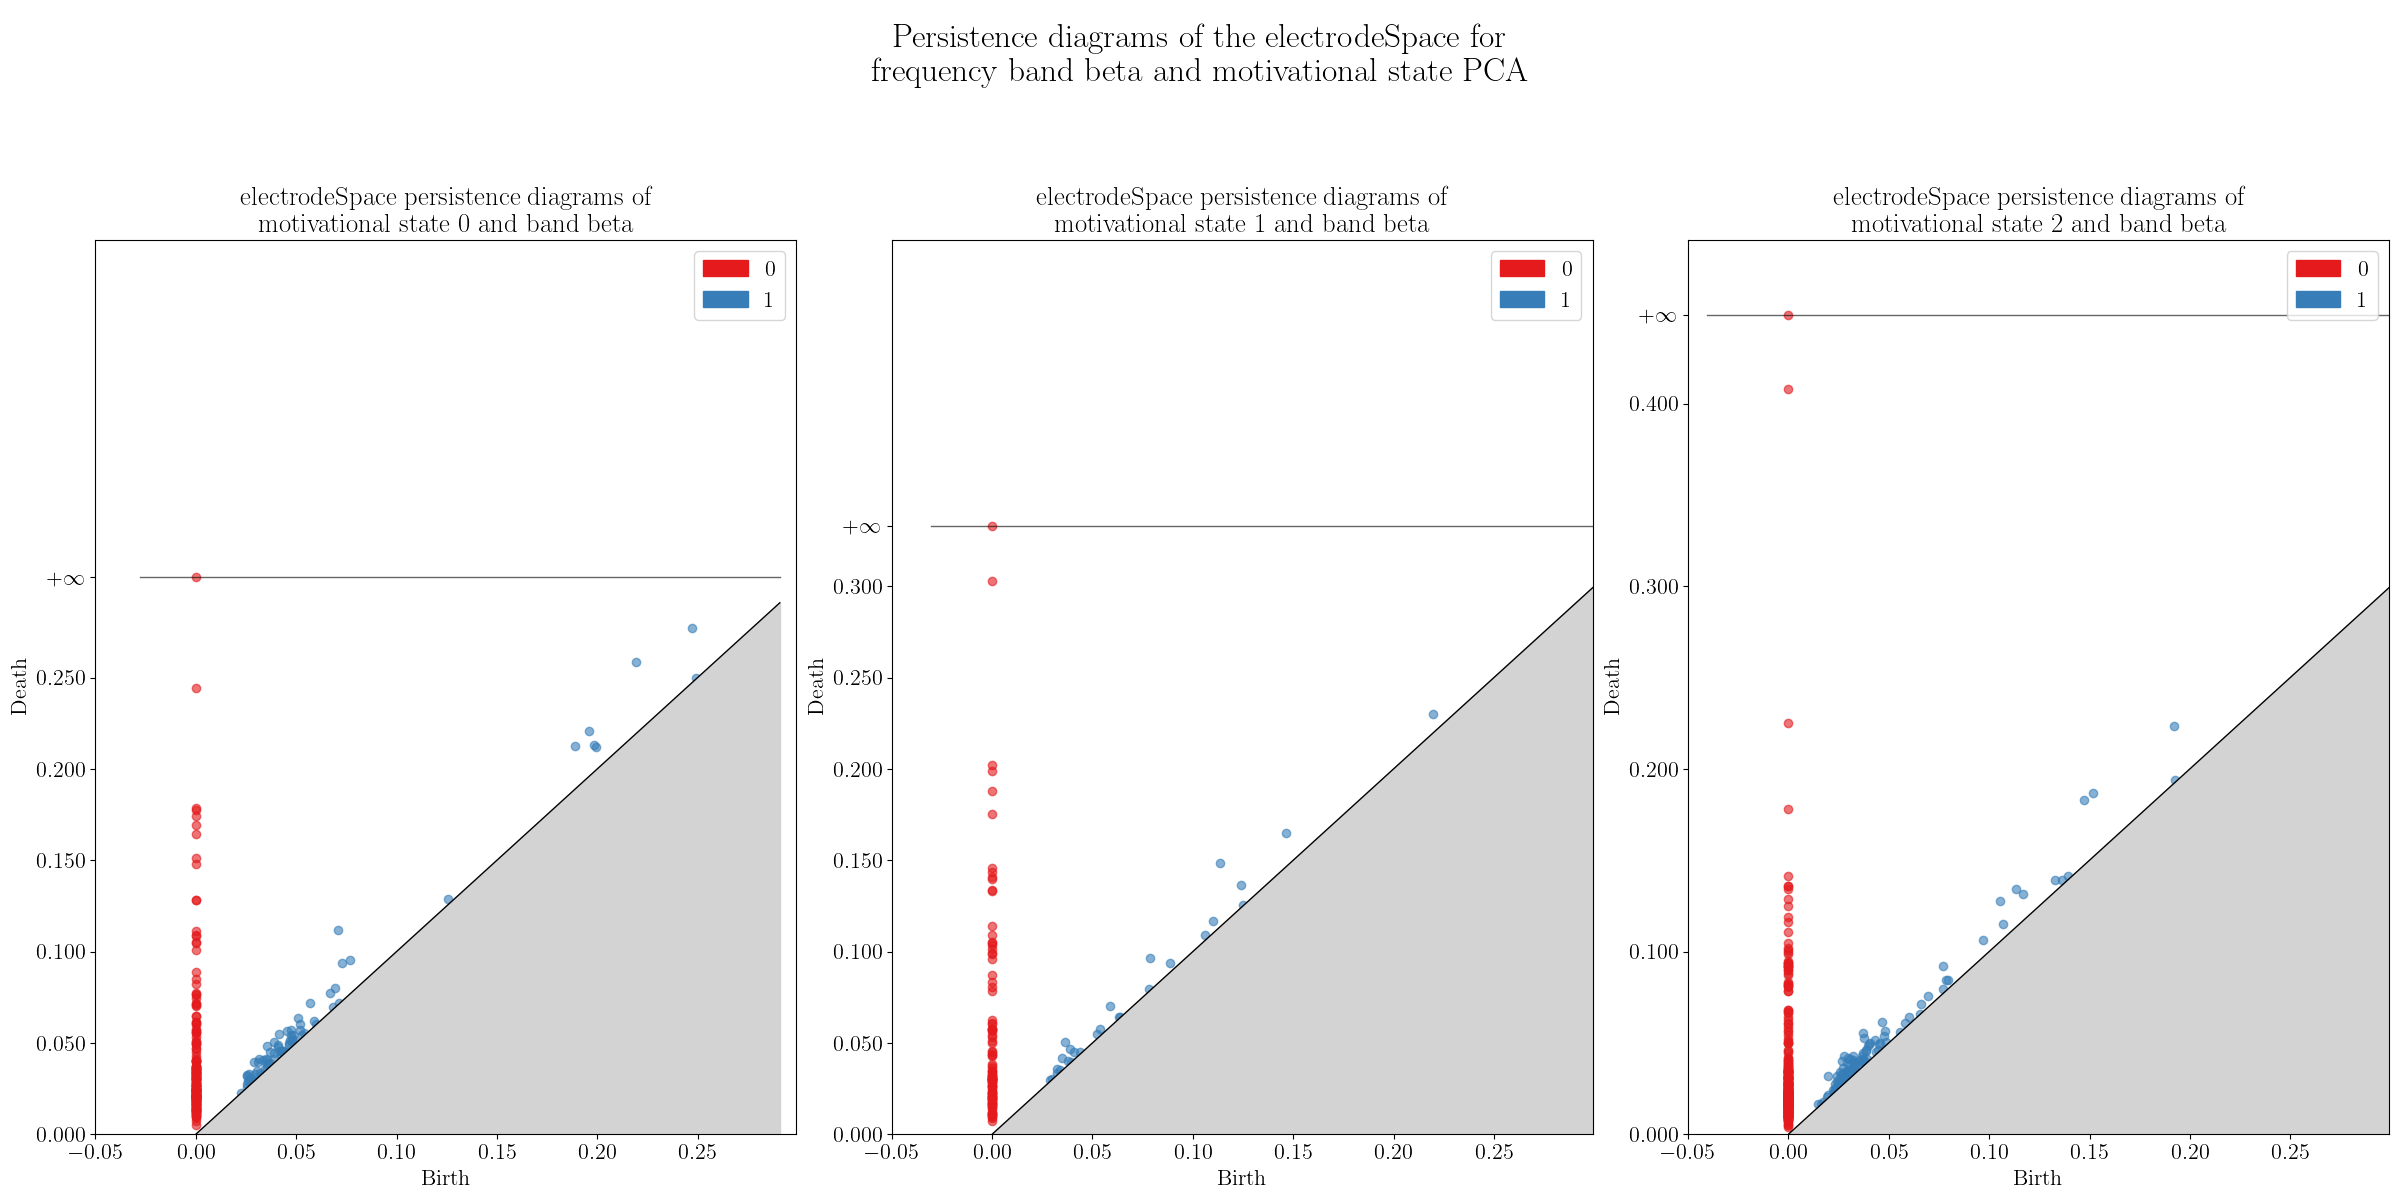 Persistence diagrams of the electrodeSpace for
frequency band beta and motivational state PCA
electrodeSpace persistence diagrams of
motivational state 0 and band beta
0
1
+∞
0.250
0.200
0.150
0.100
0.050
0.000
Death
−0.05 0.00 0.05 0.10 0.15 0.20 0.25
Birth
electrodeSpace persistence diagrams of
motivational state 1 and band beta
0
1
+∞
0.300
0.250
0.200
0.150
0.100
0.050
0.000
Death
−0.05 0.00 0.05 0.10 0.15 0.20 0.25
Birth
electrodeSpace persistence diagrams of
motivational state 2 and band beta
0
1
+∞
0.400
0.300
0.200
0.100
0.000
Death
−0.05 0.00 0.05 0.10 0.15 0.20 0.25
Birth